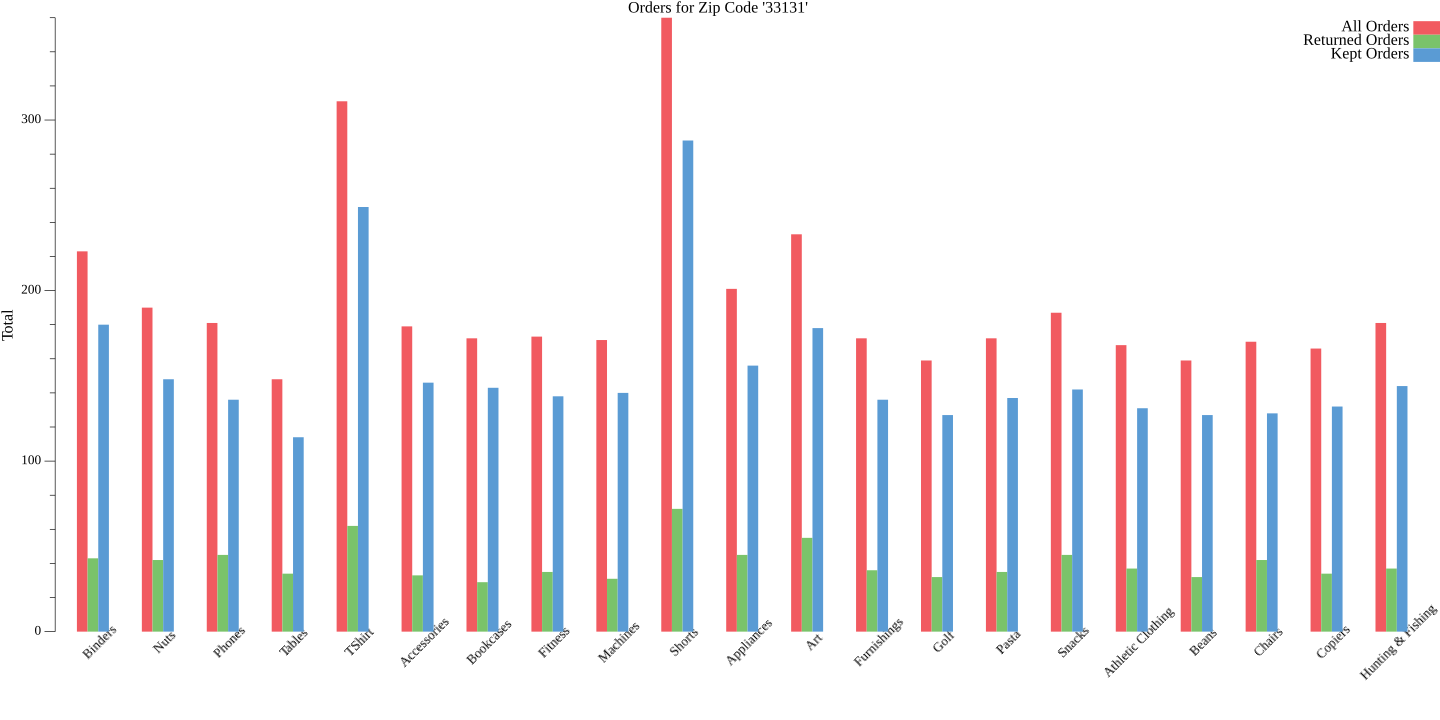 Orders for Zip Code '33131'
All Orders
Returned Orders
Kept Orders
Total
300
200
100
0
Binders
Nuts
Phones
Tables
TShirt
Accessories
Bookcases
Fitness
Machines
Shorts
Appliances
Art
Furnishings
Golf
Pasta
Snacks
Athletic Clothing
Beans
Chairs
Copiers
Hunting & Fishing